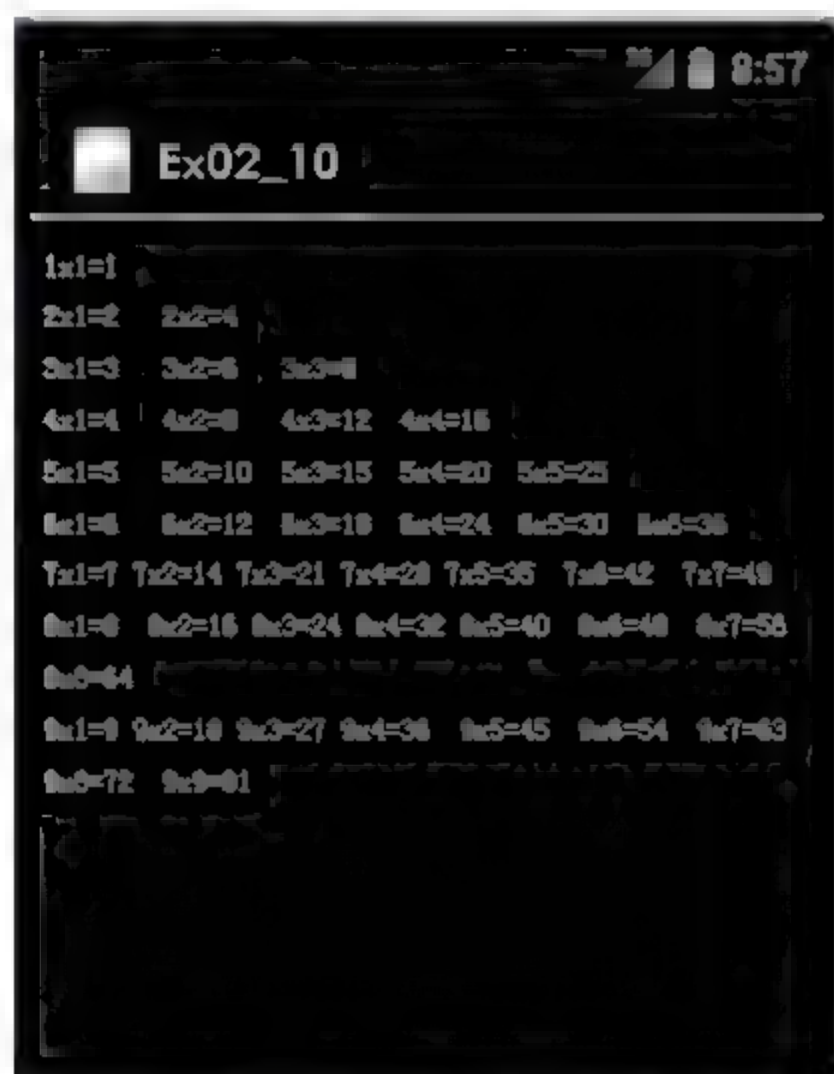 8:57
Ex02_10
1x1=1
2x1=2 2x2=4
3x1=3 3x2=6 3x3=9
4x1=4 4x2=8 4x3=12 4x4=16
5x1=5 5x2=10 5x3=15 5x4=20 5x5=25
6x1=6 6x2=12 6x3=18 6x4=24 6x5=30 6x6=36
7x1=7 7x2=14 7x3=21 7x4=28 7x5=35 7x6=42 7x7=49
8x1=8 8x2=16 8x3=24 8x4=32 8x5=40 8x6=48 8x7=56
8x8=64
9x1=9 9x2=18 9x3=27 9x4=36 9x5=45 9x6=54 9x7=63
9x8=72 9x9=81